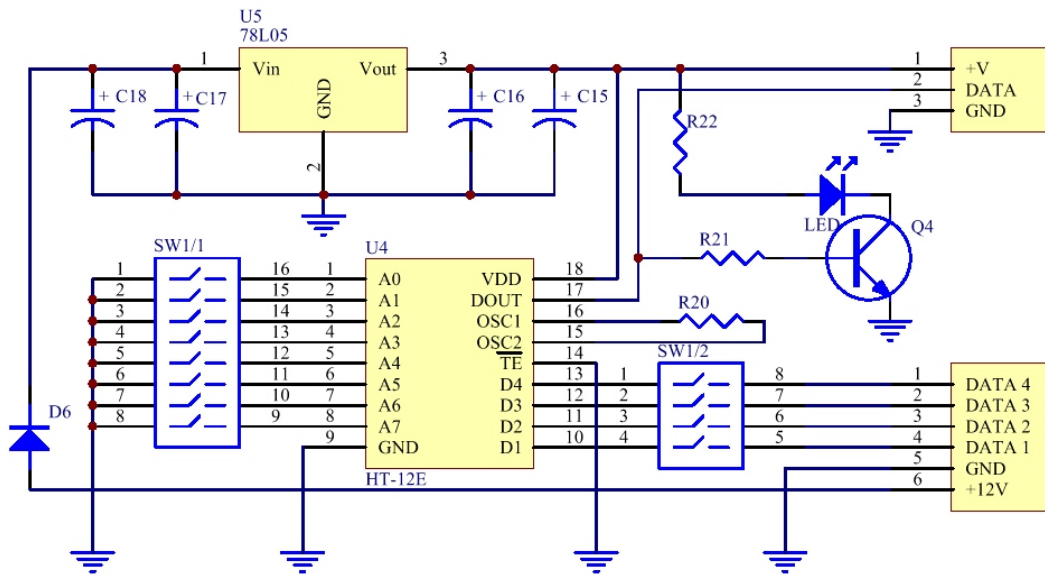 U5
78L05
1 Vin Vout 3
GND
2
+ C18
+ C17
+ C16
+ C15
R22
LED
Q4
R21
R20
1 +V
2 DATA
3 GND
SW1/1
1 16
2 15
3 14
4 13
5 12
6 11
7 10
8 9
U4
1 A0 VDD 18
2 A1 DOUT 17
3 A2 OSC1 16
4 A3 OSC2 15
5 A4 TE 14
6 A5 D4 13
7 A6 D3 12
8 A7 D2 11
9 GND D1 10
HT-12E
SW1/2
1 8
2 7
3 6
4 5
1 DATA 4
2 DATA 3
3 DATA 2
4 DATA 1
5 GND
6 +12V
D6